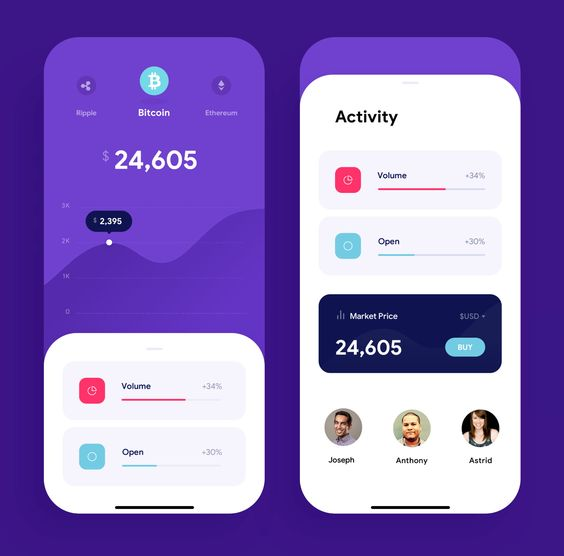 Ripple
Bitcoin
Ethereum
$ 24,605
3K
$ 2,395
2K
1K
0
Volume +34%
Open +30%
Activity
Volume +34%
Open +30%
Market Price $USD
24,605 BUY
Joseph Anthony Astrid